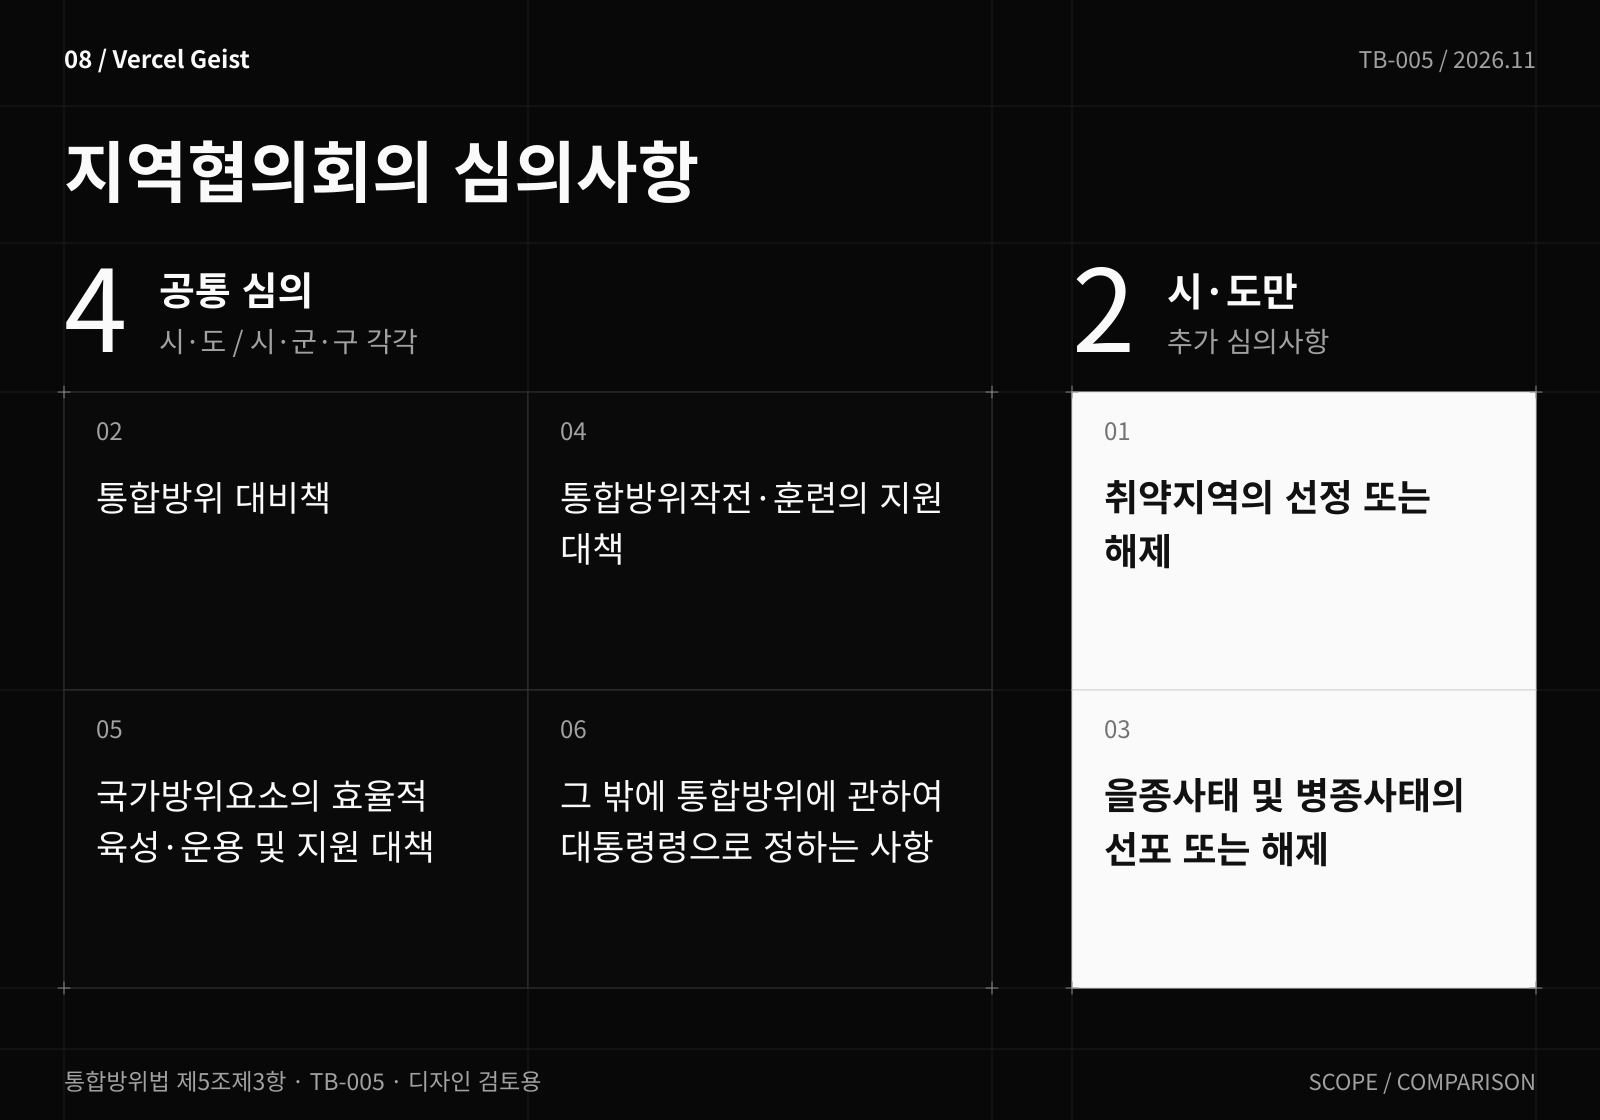 08 / Vercel Geist
TB-005 / 2026.11
지역협의회의 심의사항
4
공통 심의
시·도 / 시·군·구 각각
2
시·도만
추가 심의사항
02
통합방위 대비책
04
통합방위작전·훈련의 지원
대책
05
국가방위요소의 효율적
육성·운용 및 지원 대책
06
그 밖에 통합방위에 관하여
대통령령으로 정하는 사항
01
취약지역의 선정 또는
해제
03
을종사태 및 병종사태의
선포 또는 해제
통합방위법 제5조제3항 · TB-005 · 디자인 검토용
SCOPE / COMPARISON